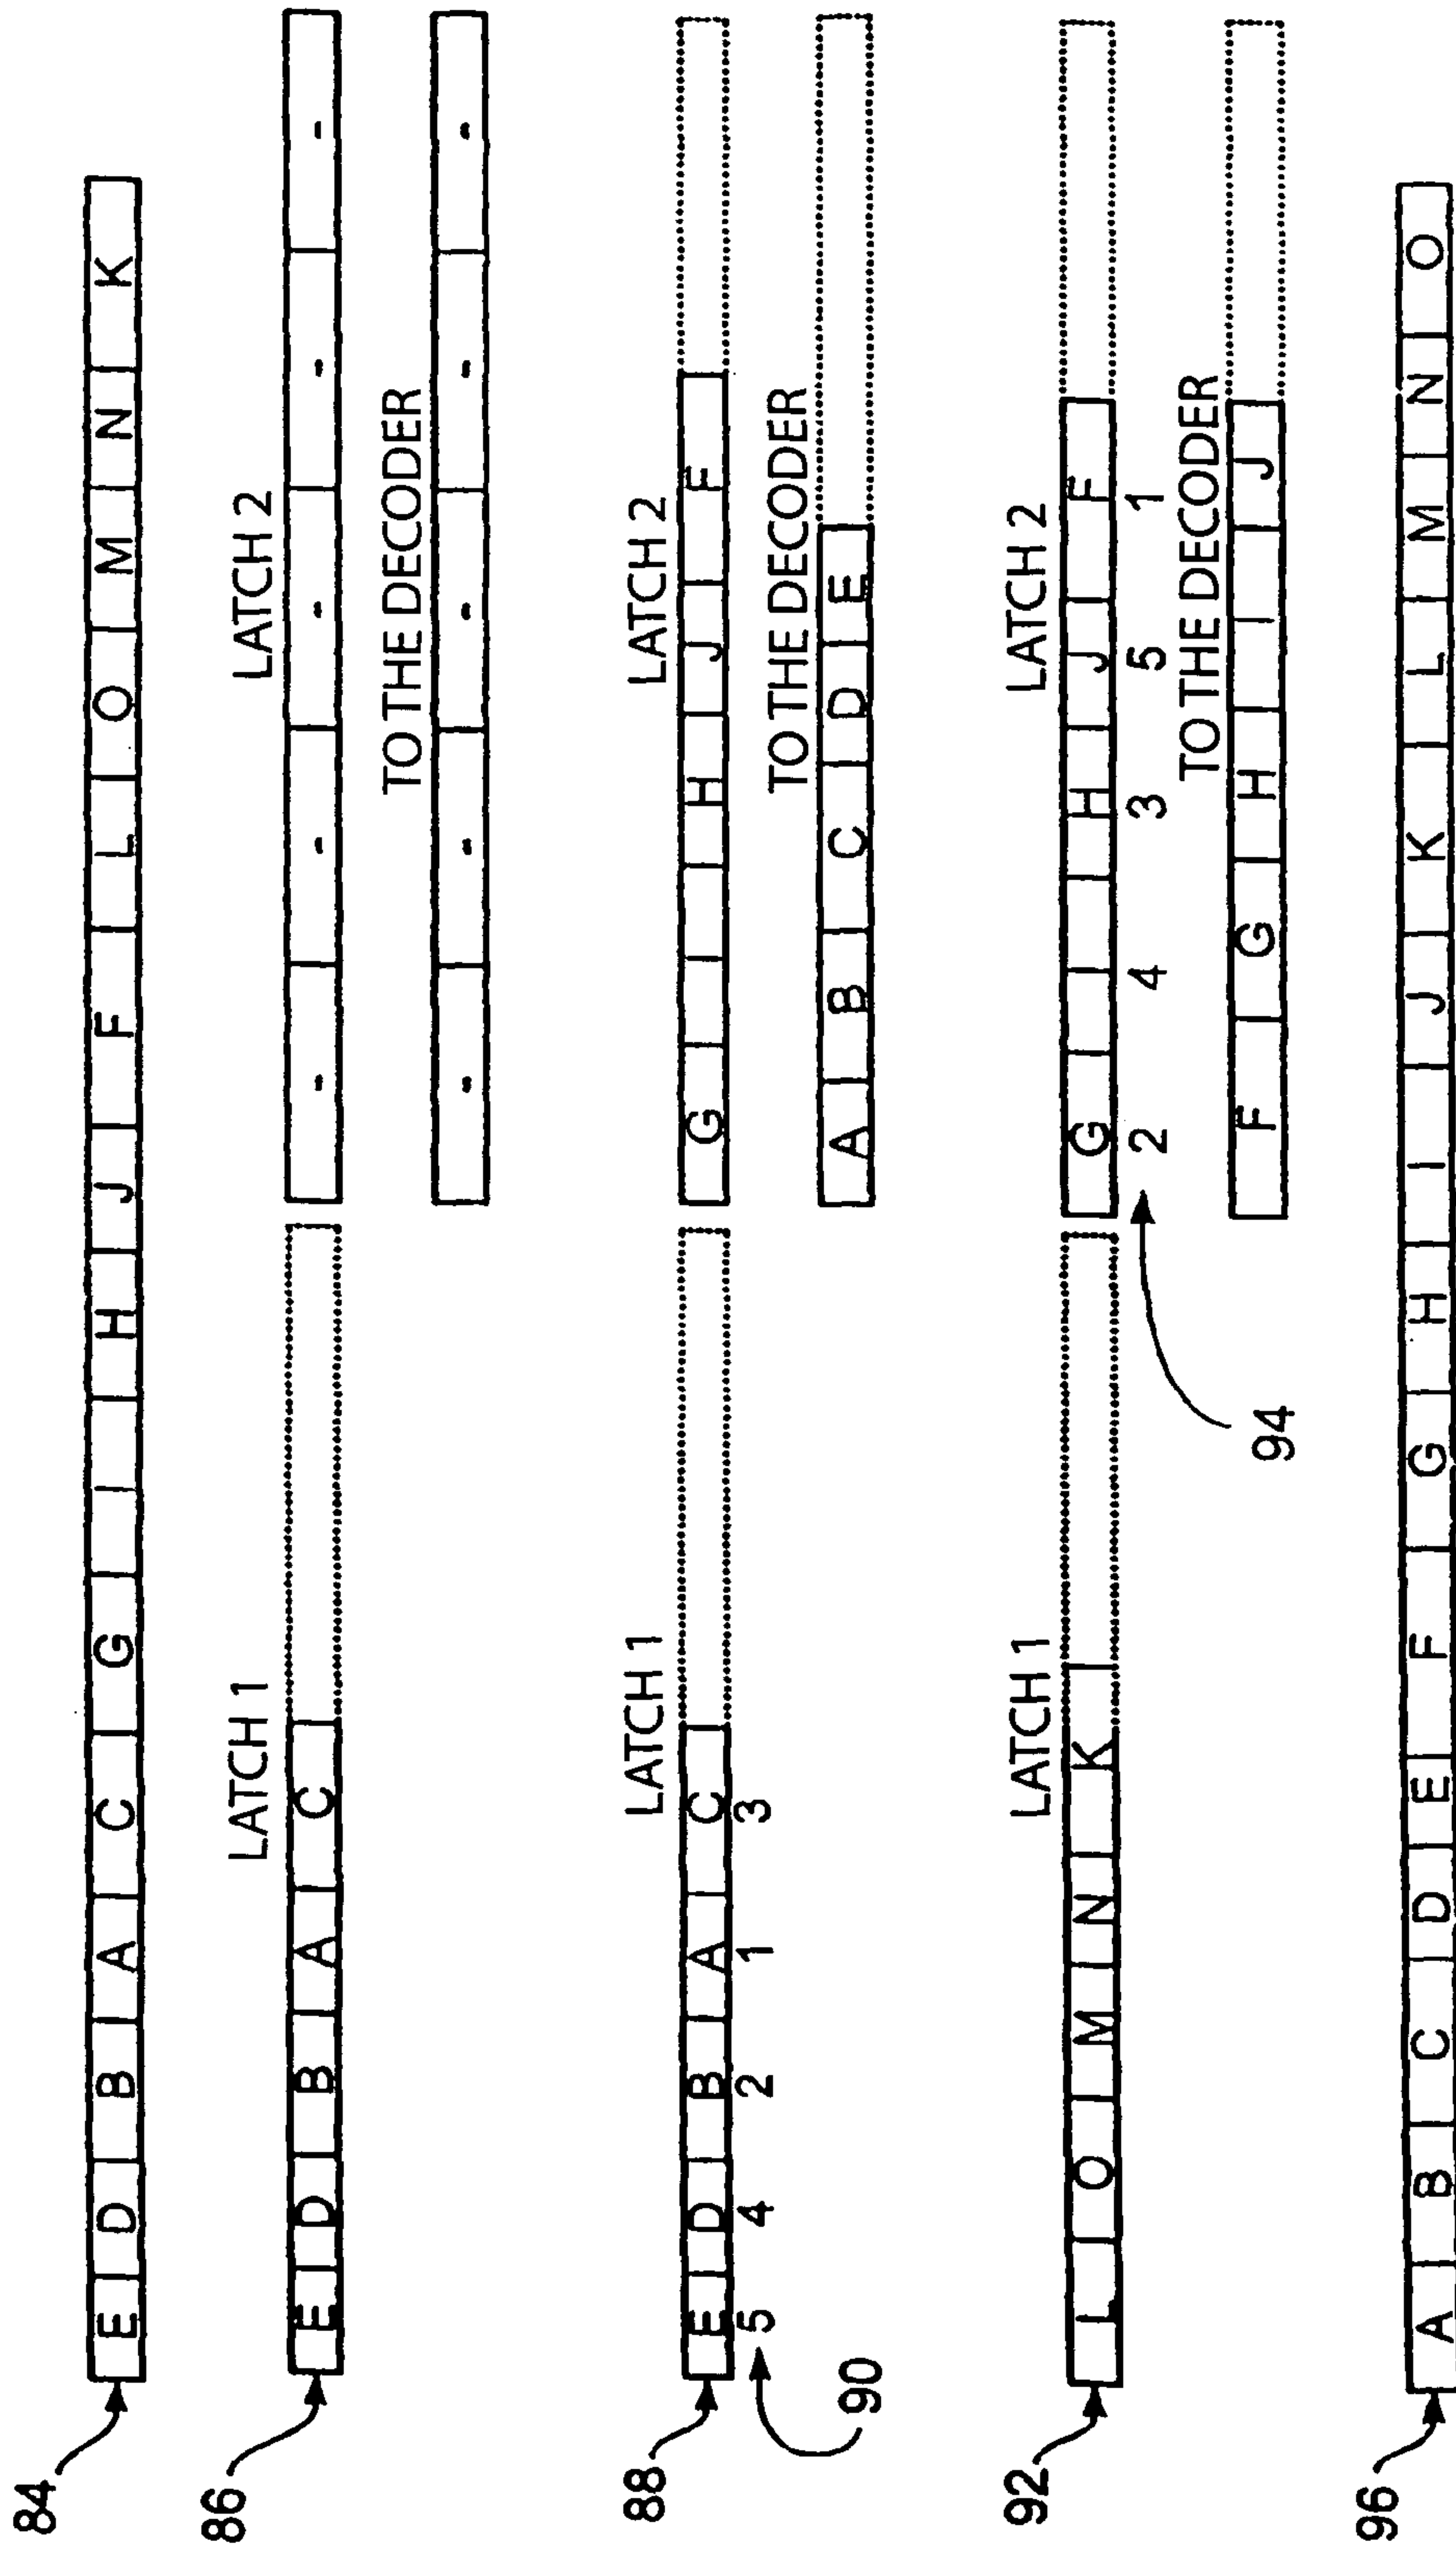 84
E D B A C G I H J F L O M N K
86
LATCH 1
LATCH 2
E D B A C
- - - - -
TO THE DECODER
- - - - -
88
LATCH 1
LATCH 2
E D B A C
G I H J F
5 4 2 1 3
90
TO THE DECODER
A B C D E
92
LATCH 1
LATCH 2
L O M N K
G I H J F
2 4 3 5 1
94
TO THE DECODER
F G H I J
96
A B C D E F G H I J K L M N O